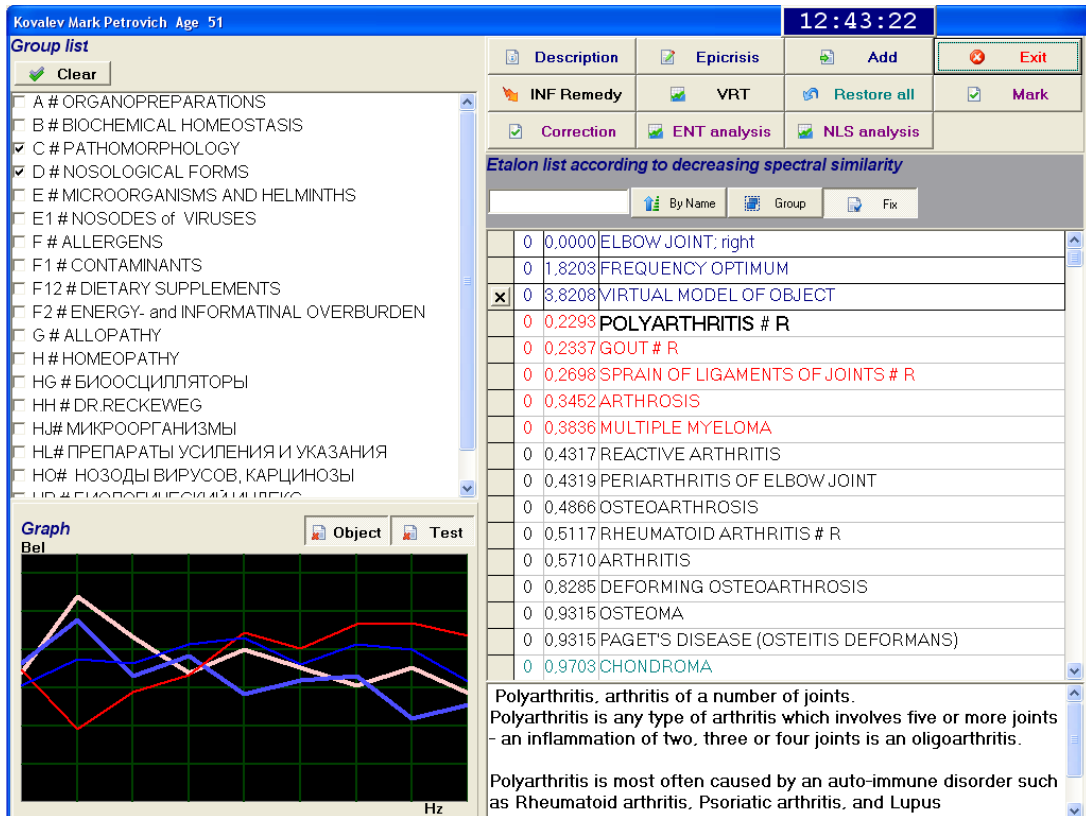 Kovalev Mark Petrovich Age 51
12:43:22
Group list
Clear
A # ORGANOPREPARATIONS
B # BIOCHEMICAL HOMEOSTASIS
C # PATHOMORPHOLOGY
D # NOSOLOGICAL FORMS
E # MICROORGANISMS AND HELMINTHS
E1 # NOSODES of VIRUSES
F # ALLERGENS
F1 # CONTAMINANTS
F12 # DIETARY SUPPLEMENTS
F2 # ENERGY- and INFORMATINAL OVERBURDEN
G # ALLOPATHY
H # HOMEOPATHY
HG # БИООСЦИЛЛЯТОРЫ
HH # DR.RECKEWEG
HJ# МИКРООРГАНИЗМЫ
HL# ПРЕПАРАТЫ УСИЛЕНИЯ И УКАЗАНИЯ
HO# НОЗОДЫ ВИРУСОВ, КАРЦИНОЗЫ
Graph
Object Test
Bel
Hz
Description Epicrisis Add Exit
INF Remedy VRT Restore all Mark
Correction ENT analysis NLS analysis
Etalon list according to decreasing spectral similarity
By Name Group Fix
0 0,0000 ELBOW JOINT; right
0 1,8203 FREQUENCY OPTIMUM
0 3,8208 VIRTUAL MODEL OF OBJECT
0 0,2293 POLYARTHRITIS # R
0 0,2337 GOUT # R
0 0,2698 SPRAIN OF LIGAMENTS OF JOINTS # R
0 0,3452 ARTHROSIS
0 0,3836 MULTIPLE MYELOMA
0 0,4317 REACTIVE ARTHRITIS
0 0,4319 PERIARTHRITIS OF ELBOW JOINT
0 0,4866 OSTEOARTHROSIS
0 0,5117 RHEUMATOID ARTHRITIS # R
0 0,5710 ARTHRITIS
0 0,8285 DEFORMING OSTEOARTHROSIS
0 0,9315 OSTEOMA
0 0,9315 PAGET'S DISEASE (OSTEITIS DEFORMANS)
0 0,9703 CHONDROMA
Polyarthritis, arthritis of a number of joints.
Polyarthritis is any type of arthritis which involves five or more joints
- an inflammation of two, three or four joints is an oligoarthritis.
Polyarthritis is most often caused by an auto-immune disorder such
as Rheumatoid arthritis, Psoriatic arthritis, and Lupus